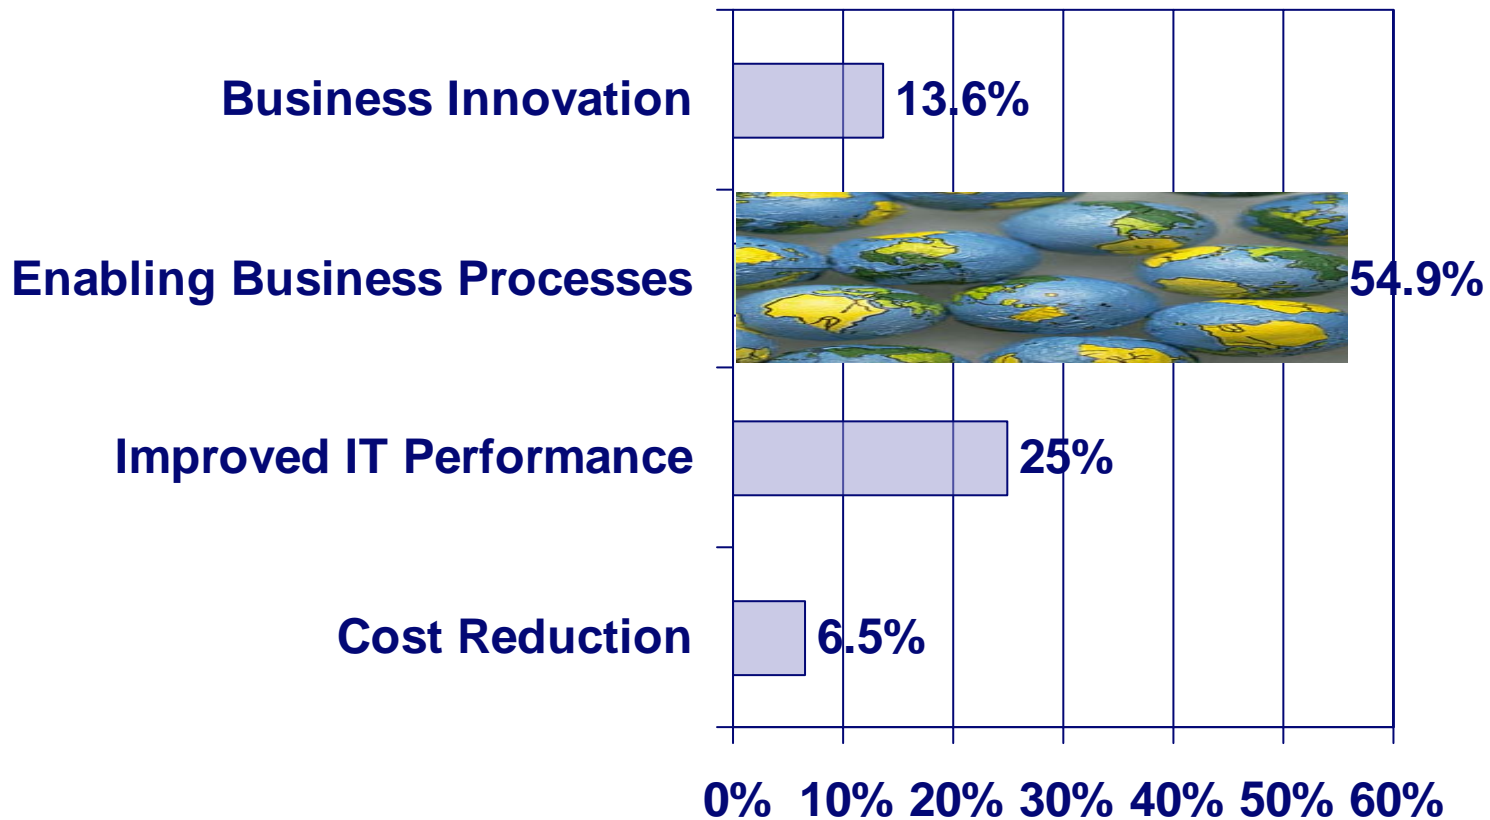 Business Innovation 13.6%
Enabling Business Processes 54.9%
Improved IT Performance 25%
Cost Reduction 6.5%
0% 10% 20% 30% 40% 50% 60%